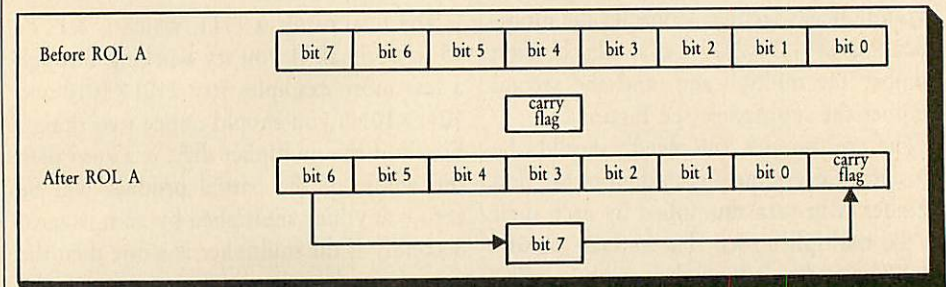 Before ROL A bit 7 bit 6 bit 5 bit 4 bit 3 bit 2 bit 1 bit 0
carry
flag
After ROL A bit 6 bit 5 bit 4 bit 3 bit 2 bit 1 bit 0 carry flag
bit 7